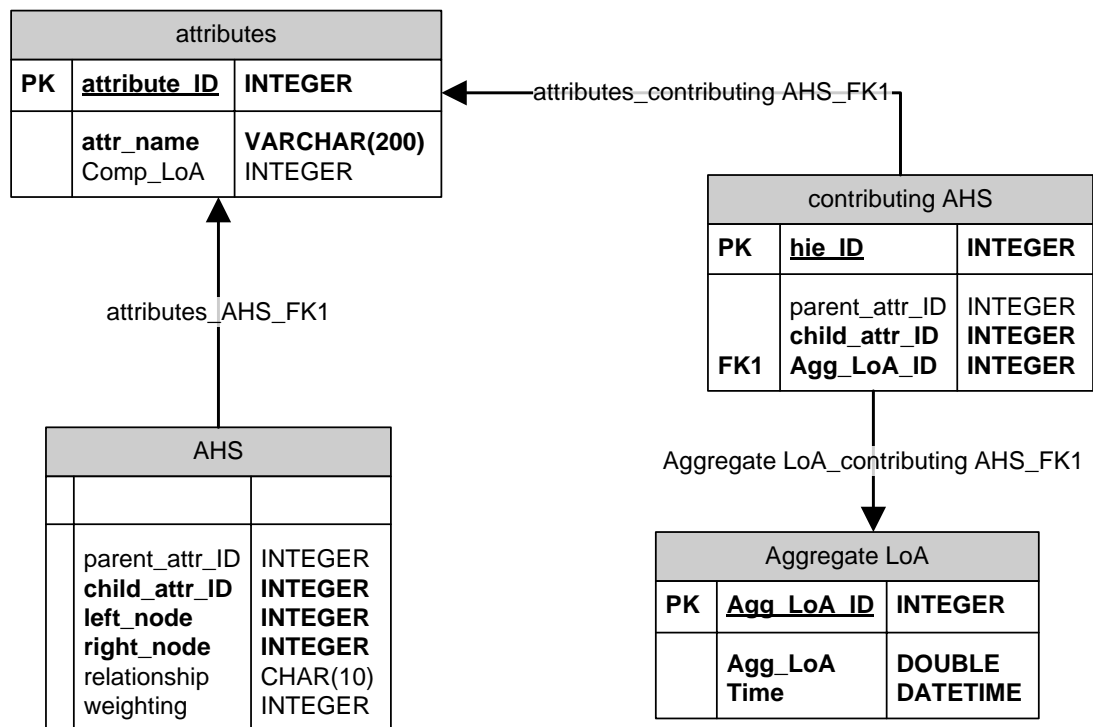 attributes
PK attribute_ID INTEGER
attr_name VARCHAR(200)
Comp_LoA INTEGER
attributes_contributing AHS_FK1
contributing AHS
PK hie_ID INTEGER
parent_attr_ID INTEGER
child_attr_ID INTEGER
FK1 Agg_LoA_ID INTEGER
attributes_AHS_FK1
AHS
parent_attr_ID INTEGER
child_attr_ID INTEGER
left_node INTEGER
right_node INTEGER
relationship CHAR(10)
weighting INTEGER
Aggregate LoA_contributing AHS_FK1
Aggregate LoA
PK Agg_LoA_ID INTEGER
Agg_LoA DOUBLE
Time DATETIME